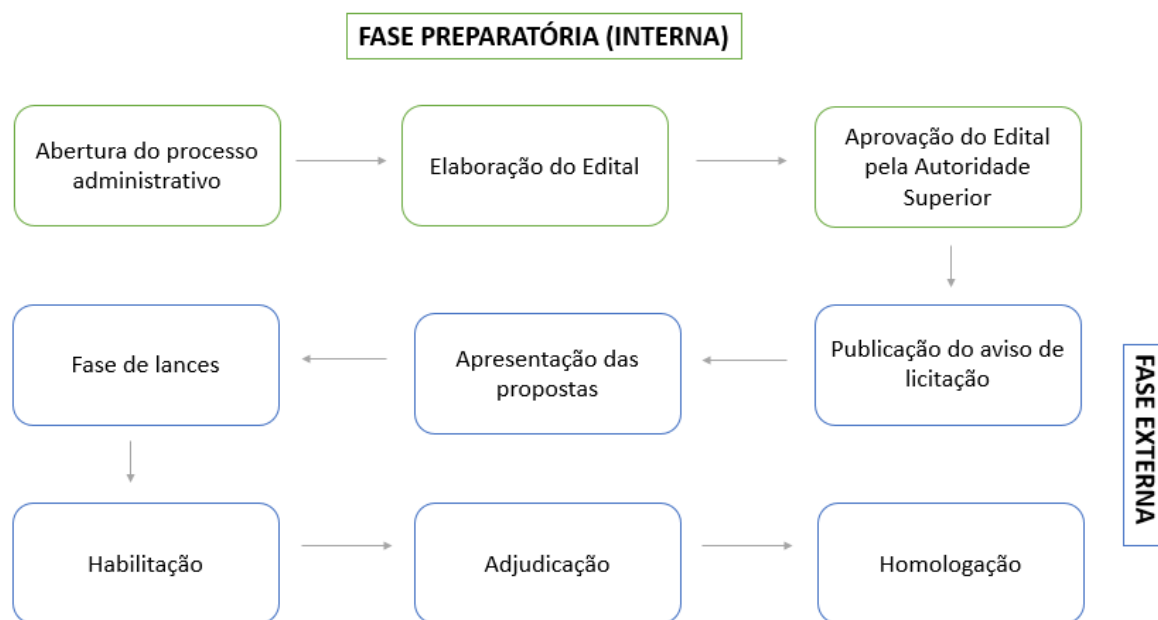 FASE PREPARATÓRIA (INTERNA)
Abertura do processo
administrativo
Elaboração do Edital
Aprovação do Edital
pela Autoridade
Superior
Publicação do aviso de
licitação
Apresentação das
propostas
Fase de lances
FASE EXTERNA
Habilitação
Adjudicação
Homologação